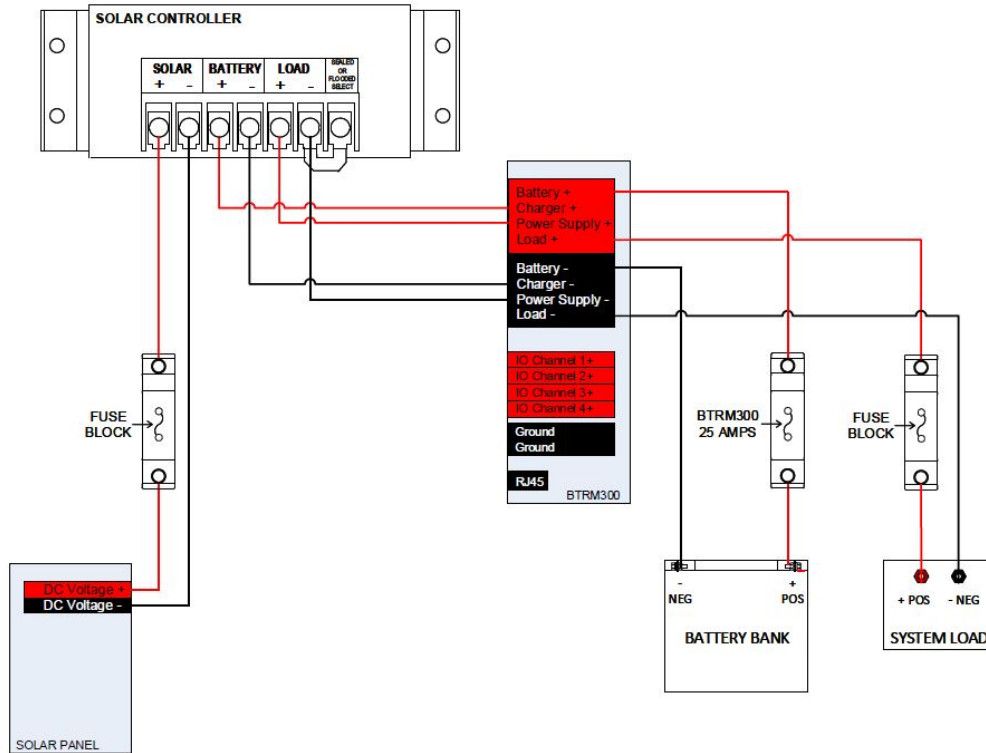 SOLAR CONTROLLER
SOLAR BATTERY LOAD
SEALED
OR
FLOODED
SELECT
+ - + - + -
Battery +
Charger +
Power Supply +
Load +
Battery -
Charger -
Power Supply -
Load -
IO Channel 1+
IO Channel 2+
IO Channel 3+
IO Channel 4+
Ground
Ground
RJ45
BTRM300
FUSE
BLOCK
BTRM300
25 AMPS
FUSE
BLOCK
DC Voltage +
DC Voltage -
SOLAR PANEL
- +
NEG POS
BATTERY BANK
+ POS - NEG
SYSTEM LOAD